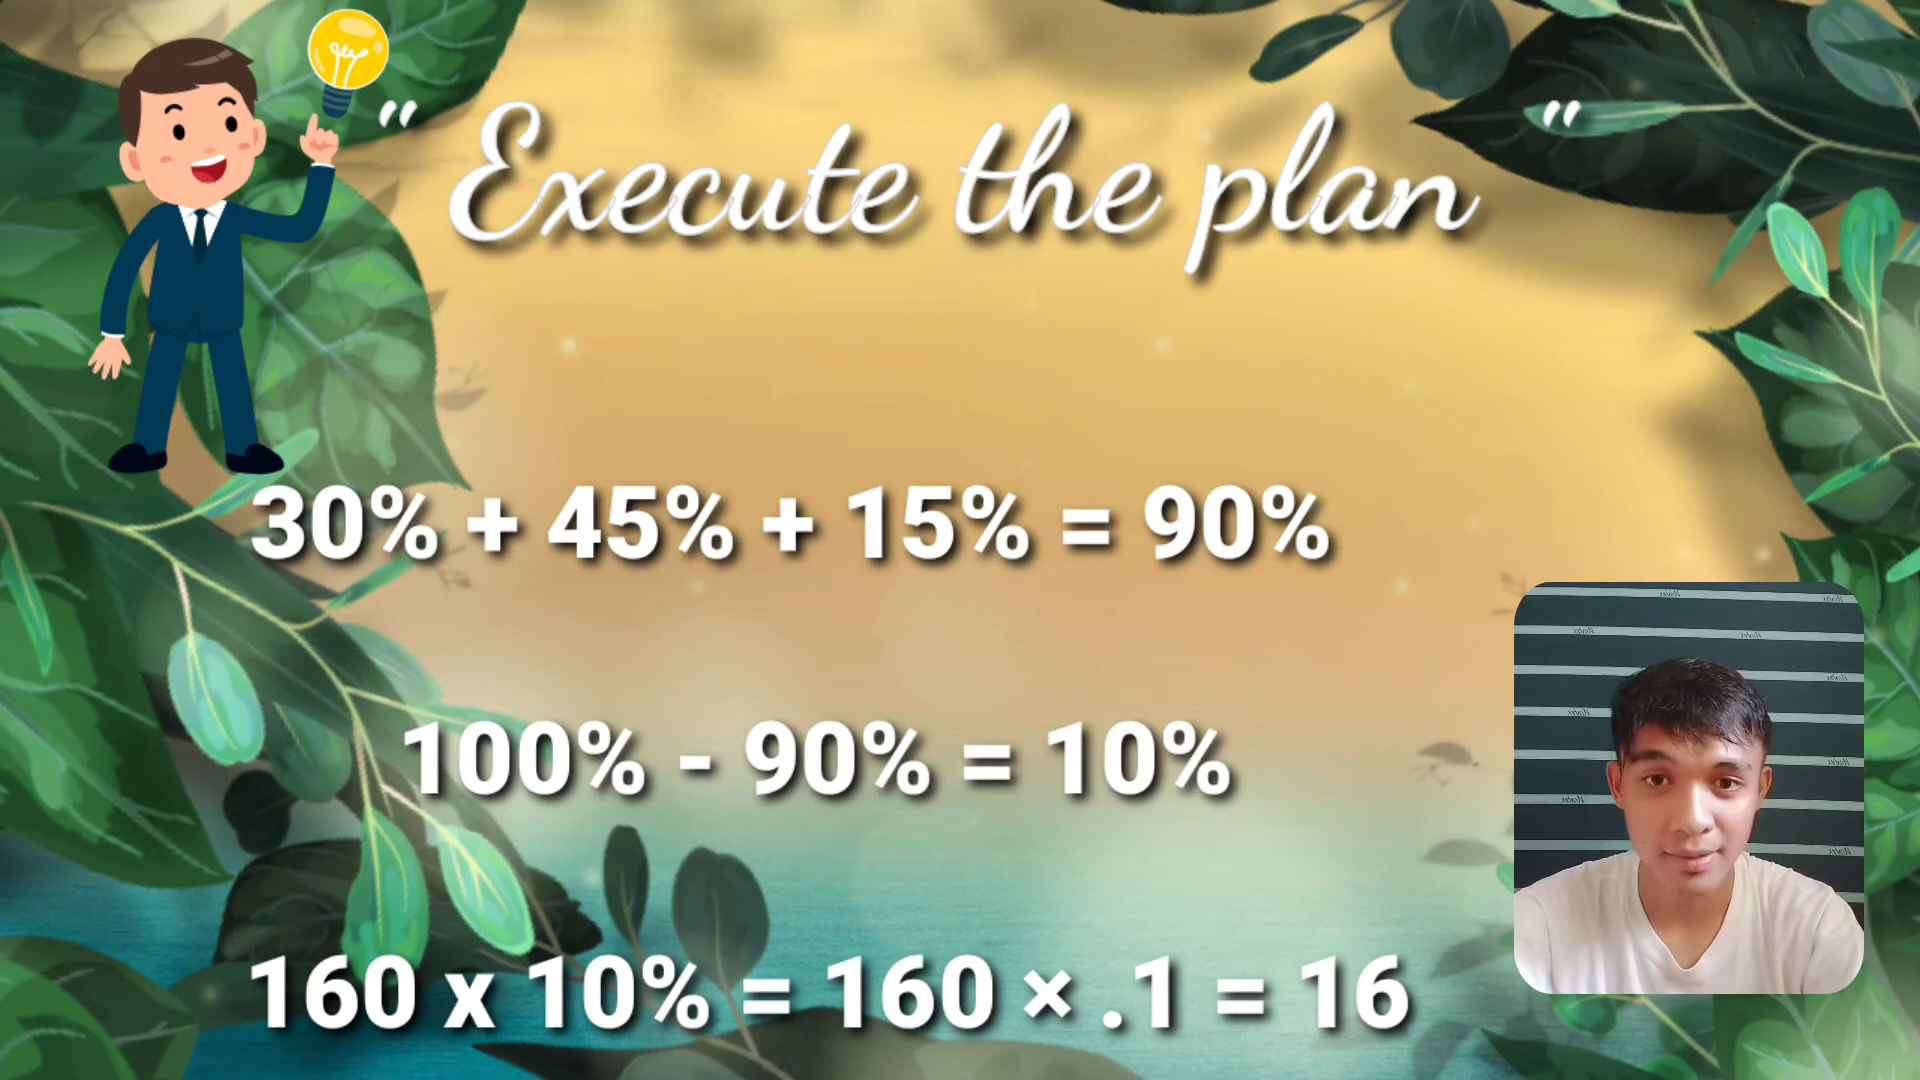 " Execute the plan "
30% + 45% + 15% = 90%
100% - 90% = 10%
160 x 10% = 160 × .1 = 16